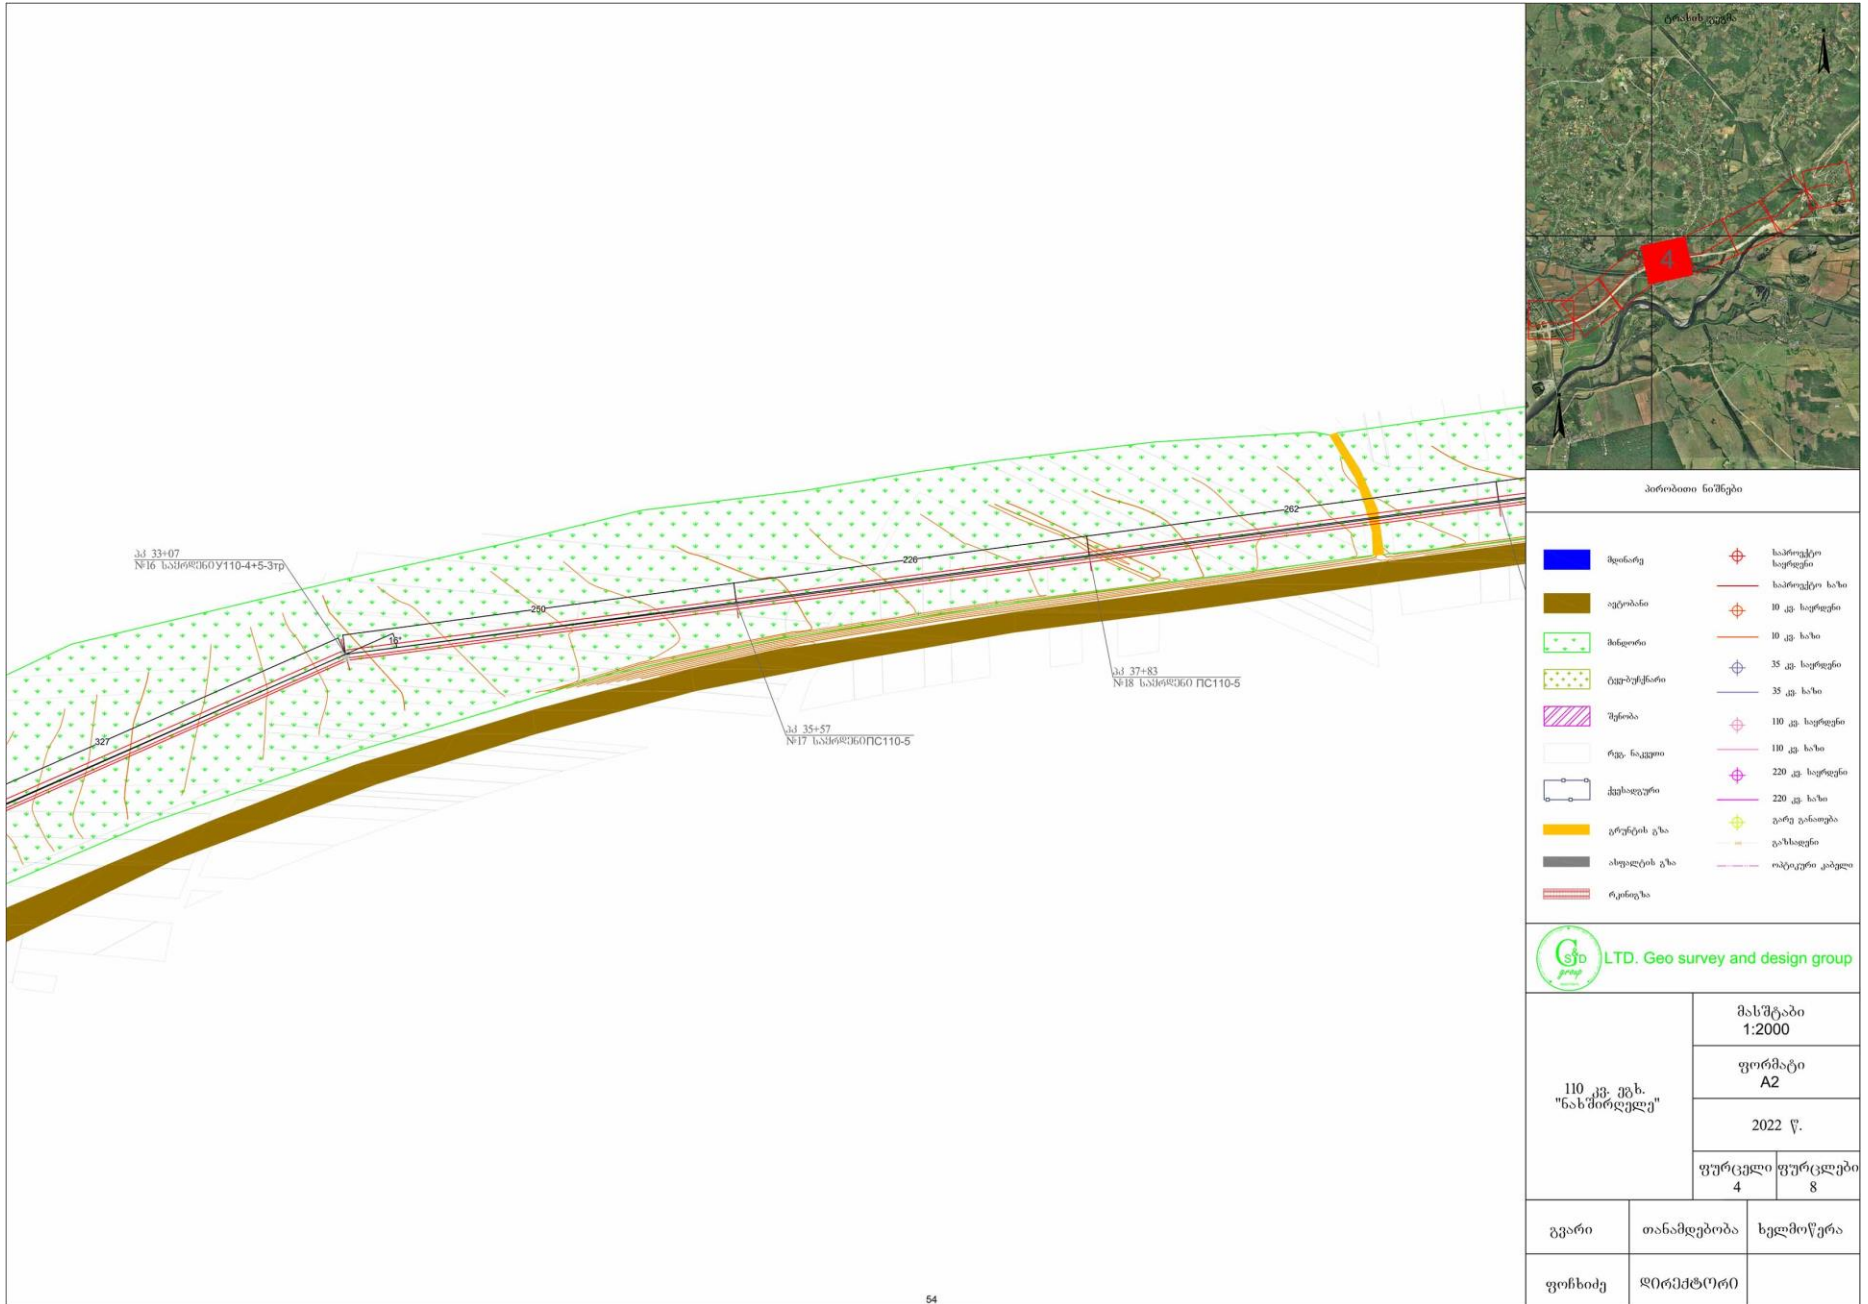 ტრასის გეგმა
4
პირობითი ნიშნები
მდინარე
ავტობანი
მინდორი
ტყე-ბუჩქნარი
შენობა
რეგ. ნაკვეთი
ქვესადგური
გრუნტის გზა
ასფალტის გზა
რკინიგზა
საპროექტო
საყრდენი
საპროექტო ხაზი
10 კვ. საყრდენი
10 კვ. ხაზი
35 კვ. საყრდენი
35 კვ. ხაზი
110 კვ. საყრდენი
110 კვ. ხაზი
220 კვ. საყრდენი
220 კვ. ხაზი
გარე განათება
გაზსადენი
ოპტიკური კაბელი
პკ 33+07
№16 საყრდენი У110-4+5-3тр
327
16°
250
226
262
პკ 35+57
№17 საყრდენი ПС110-5
პკ 37+83
№18 საყრდენი ПС110-5
G&
STD
group
LTD. Geo survey and design group
110 კვ. ეგხ.
"ნახშირღელე"
მასშტაბი
1:2000
ფორმატი
A2
2022 წ.
ფურცელი ფურცლები
4 8
გვარი თანამდებობა ხელმოწერა
ფოჩხიძე დირექტორი
54